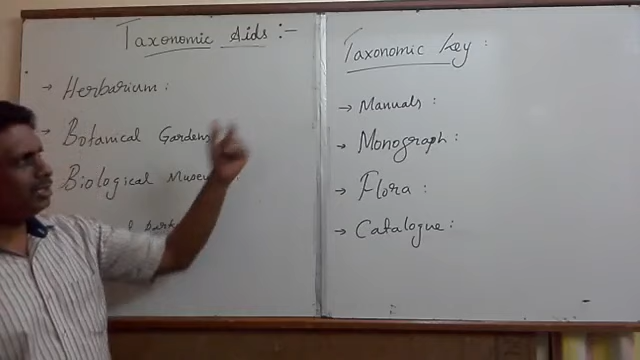 Taxonomic Aids :-
→ Herbarium :
→ Botanical Gardens
Biological Museu
Taxonomic Key :
→ Manuals :
→ Monograph :
→ Flora :
→ Catalogue :